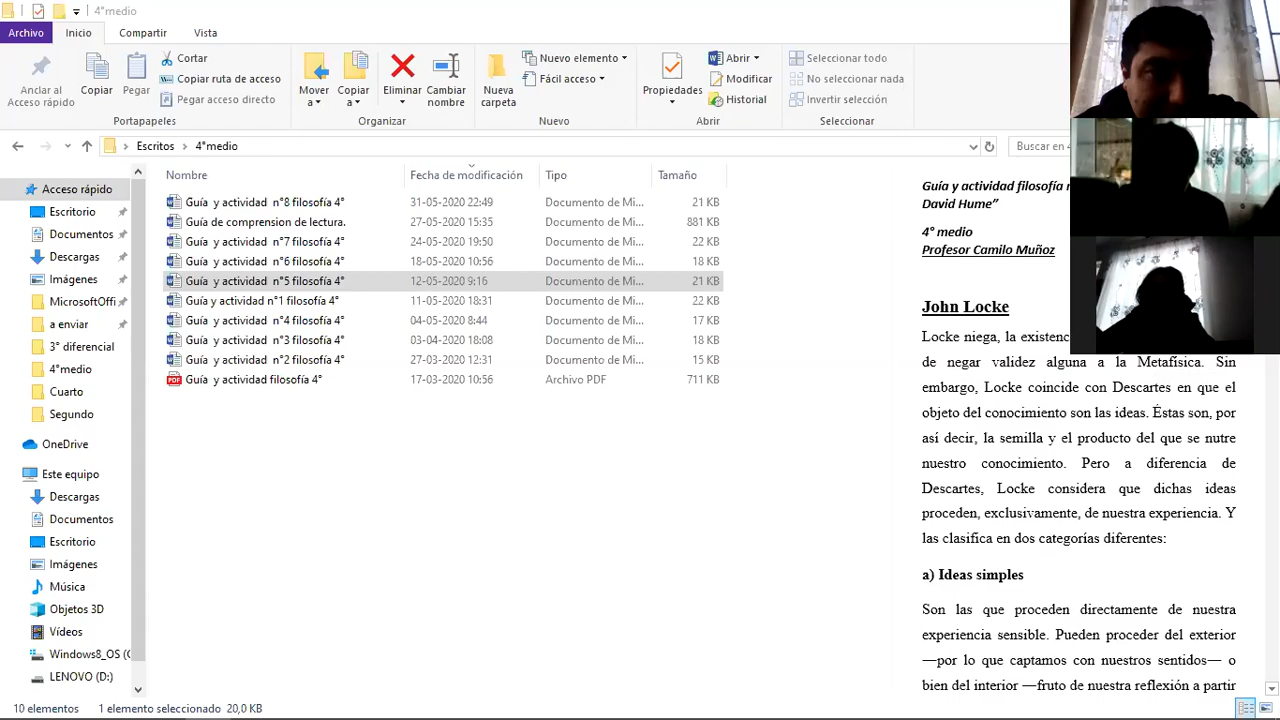 4°medio
Archivo Inicio Compartir Vista
Anclar al Acceso rápido
Copiar
Pegar
Cortar
Copiar ruta de acceso
Pegar acceso directo
Portapapeles
Mover a
Copiar a
Eliminar
Cambiar nombre
Organizar
Nueva carpeta
Nuevo elemento
Fácil acceso
Nuevo
Propiedades
Abrir
Modificar
Historial
Abrir
Seleccionar todo
No seleccionar nada
Invertir selección
Seleccionar
Escritos > 4°medio
Buscar en
Acceso rápido
Escritorio
Documentos
Descargas
Imágenes
MicrosoftOffi
a enviar
3° diferencial
4°medio
Cuarto
Segundo
OneDrive
Este equipo
Descargas
Documentos
Escritorio
Imágenes
Música
Objetos 3D
Vídeos
Windows8_OS (C
LENOVO (D:)
Nombre Fecha de modificación Tipo Tamaño
Guía y actividad n°8 filosofía 4° 31-05-2020 22:49 Documento de Mi... 21 KB
Guía de comprension de lectura. 27-05-2020 15:35 Documento de Mi... 881 KB
Guía y actividad n°7 filosofía 4° 24-05-2020 19:50 Documento de Mi... 22 KB
Guía y actividad n°6 filosofía 4° 18-05-2020 10:56 Documento de Mi... 18 KB
Guía y actividad n°5 filosofía 4° 12-05-2020 9:16 Documento de Mi... 21 KB
Guía y actividad n°1 filosofía 4° 11-05-2020 18:31 Documento de Mi... 22 KB
Guía y actividad n°4 filosofía 4° 04-05-2020 8:44 Documento de Mi... 17 KB
Guía y actividad n°3 filosofía 4° 03-04-2020 18:08 Documento de Mi... 18 KB
Guía y actividad n°2 filosofía 4° 27-03-2020 12:31 Documento de Mi... 15 KB
Guía y actividad filosofía 4° 17-03-2020 10:56 Archivo PDF 711 KB
Guía y actividad filosofía
David Hume”
4° medio
Profesor Camilo Muñoz
John Locke
Locke niega, la existenc
de negar validez alguna a la Metafísica. Sin
embargo, Locke coincide con Descartes en que el
objeto del conocimiento son las ideas. Éstas son, por
así decir, la semilla y el producto del que se nutre
nuestro conocimiento. Pero a diferencia de
Descartes, Locke considera que dichas ideas
proceden, exclusivamente, de nuestra experiencia. Y
las clasifica en dos categorías diferentes:
a) Ideas simples
Son las que proceden directamente de nuestra
experiencia sensible. Pueden proceder del exterior
—por lo que captamos con nuestros sentidos— o
bien del interior —fruto de nuestra reflexión a partir
10 elementos 1 elemento seleccionado 20,0 KB